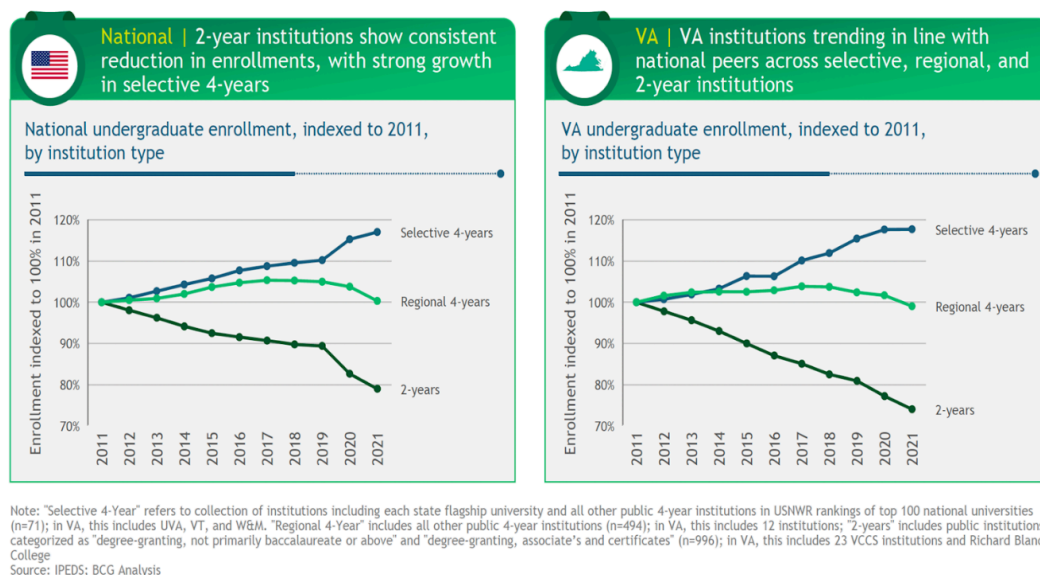 National | 2-year institutions show consistent
reduction in enrollments, with strong growth
in selective 4-years
National undergraduate enrollment, indexed to 2011,
by institution type
Enrollment indexed to 100% in 2011
120%
110%
100%
90%
80%
70%
Selective 4-years
Regional 4-years
2-years
2011
2012
2013
2014
2015
2016
2017
2018
2019
2020
2021
VA | VA institutions trending in line with
national peers across selective, regional, and
2-year institutions
VA undergraduate enrollment, indexed to 2011,
by institution type
Enrollment indexed to 100% in 2011
120%
110%
100%
90%
80%
70%
Selective 4-years
Regional 4-years
2-years
2011
2012
2013
2014
2015
2016
2017
2018
2019
2020
2021
Note: "Selective 4-Year" refers to collection of institutions including each state flagship university and all other public 4-year institutions in USNWR rankings of top 100 national universities
(n=71); in VA, this includes UVA, VT, and W&M. "Regional 4-Year" includes all other public 4-year institutions (n=494); in VA, this includes 12 institutions; "2-years" includes public institution
categorized as "degree-granting, not primarily baccalaureate or above" and "degree-granting, associate's and certificates" (n=996); in VA, this includes 23 VCCS institutions and Richard Bland
College
Source: IPEDS; BCG Analysis